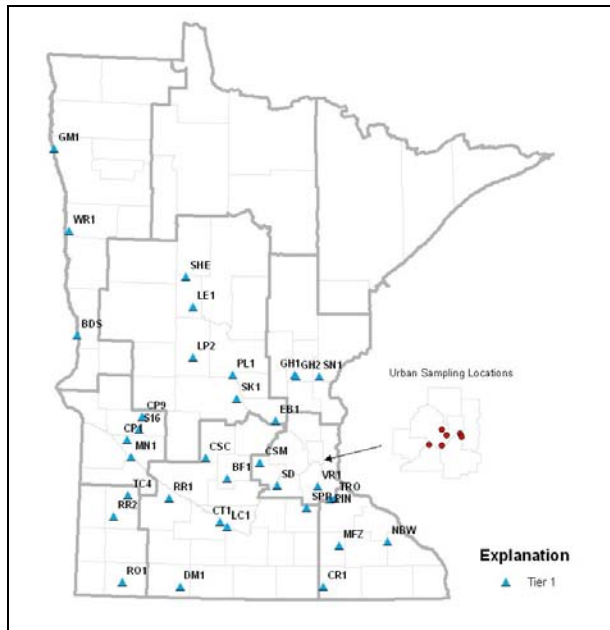 GM1
WR1
SHE
LE1
BDS
LP2
PL1
GH1 GH2 SN1
Urban Sampling Locations
SK1
CP9
EB1
S16
CP1
MN1
CSC
CSM
BF1
SD
VR1
TC4
RR1
TRO
SPR
PIN
RR2
CT1
LC1
MFZ
NBW
Explanation
Tier 1
RO1
DM1
CR1